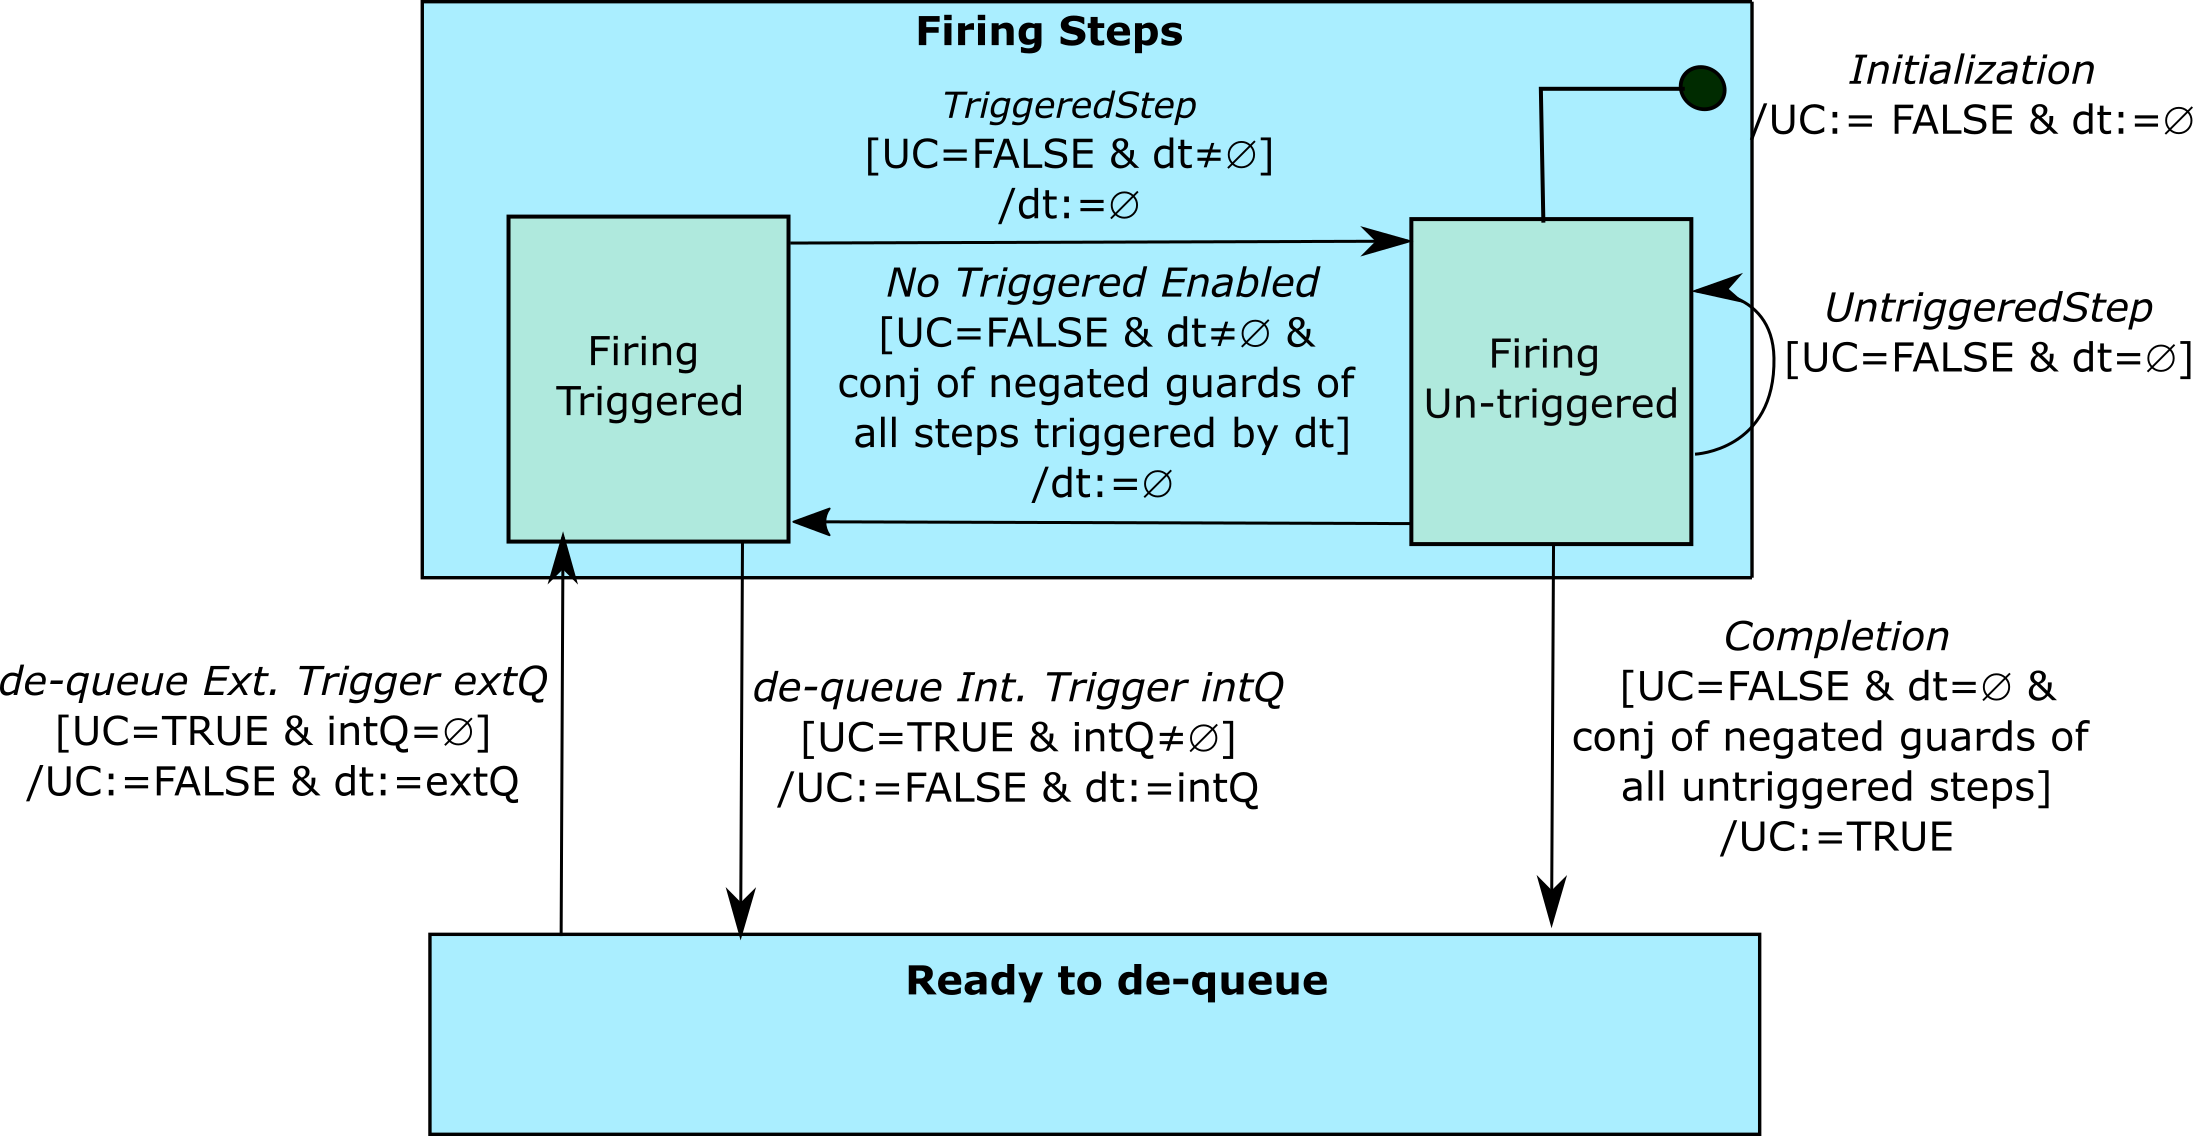 Firing Steps
Initialization
/UC:= FALSE & dt:=∅
TriggeredStep
[UC=FALSE & dt≠∅]
/dt:=∅
No Triggered Enabled
[UC=FALSE & dt≠∅ &
conj of negated guards of
all steps triggered by dt]
/dt:=∅
Firing
Triggered
Firing
Un-triggered
UntriggeredStep
[UC=FALSE & dt=∅]
de-queue Ext. Trigger extQ
[UC=TRUE & intQ=∅]
/UC:=FALSE & dt:=extQ
de-queue Int. Trigger intQ
[UC=TRUE & intQ≠∅]
/UC:=FALSE & dt:=intQ
Completion
[UC=FALSE & dt=∅ &
conj of negated guards of
all untriggered steps]
/UC:=TRUE
Ready to de-queue